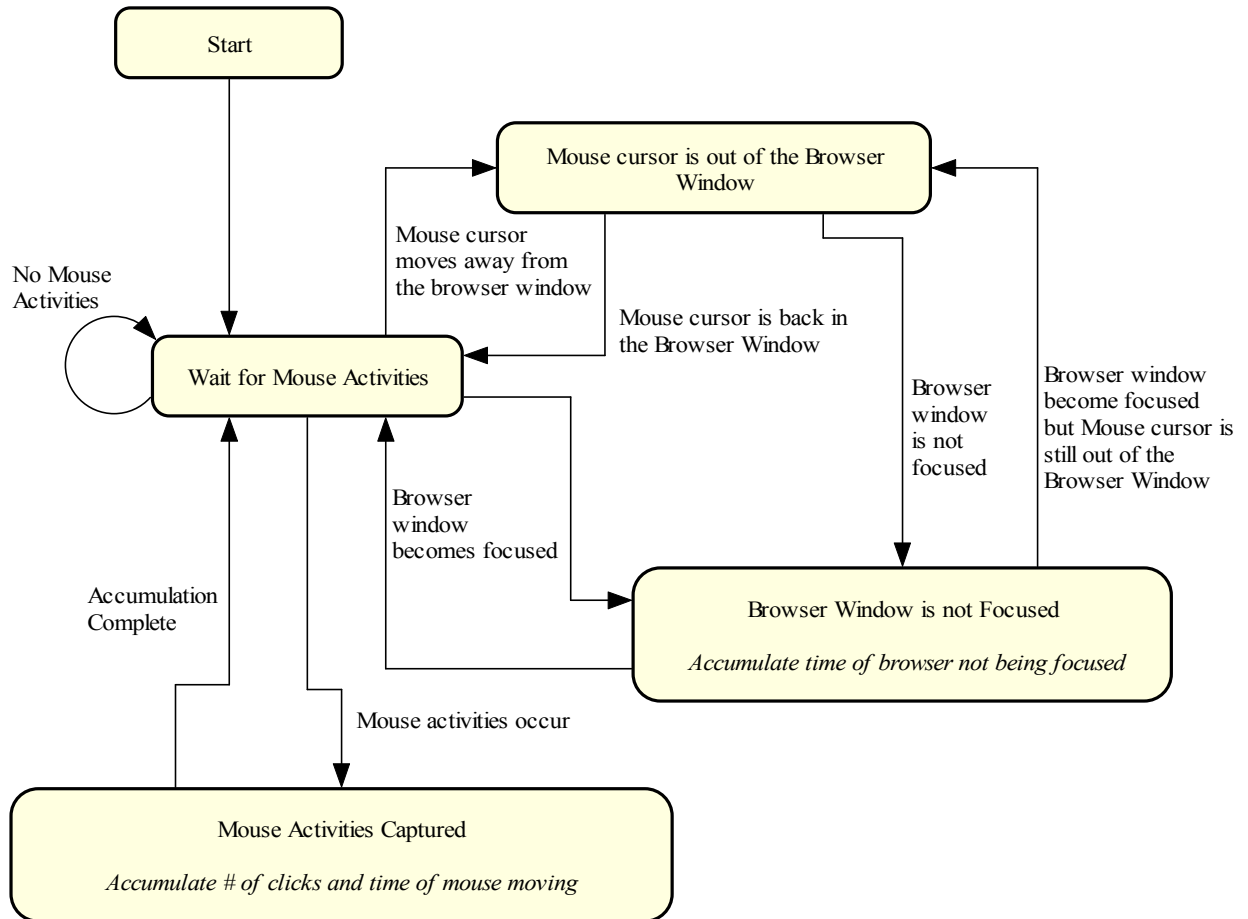 Start
Mouse cursor is out of the Browser
Window
Mouse cursor
moves away from
the browser window
No Mouse
Activities
Mouse cursor is back in
the Browser Window
Wait for Mouse Activities
Browser
window
is not
focused
Browser window
become focused
but Mouse cursor is
still out of the
Browser Window
Browser
window
becomes focused
Accumulation
Complete
Browser Window is not Focused
Accumulate time of browser not being focused
Mouse activities occur
Mouse Activities Captured
Accumulate # of clicks and time of mouse moving